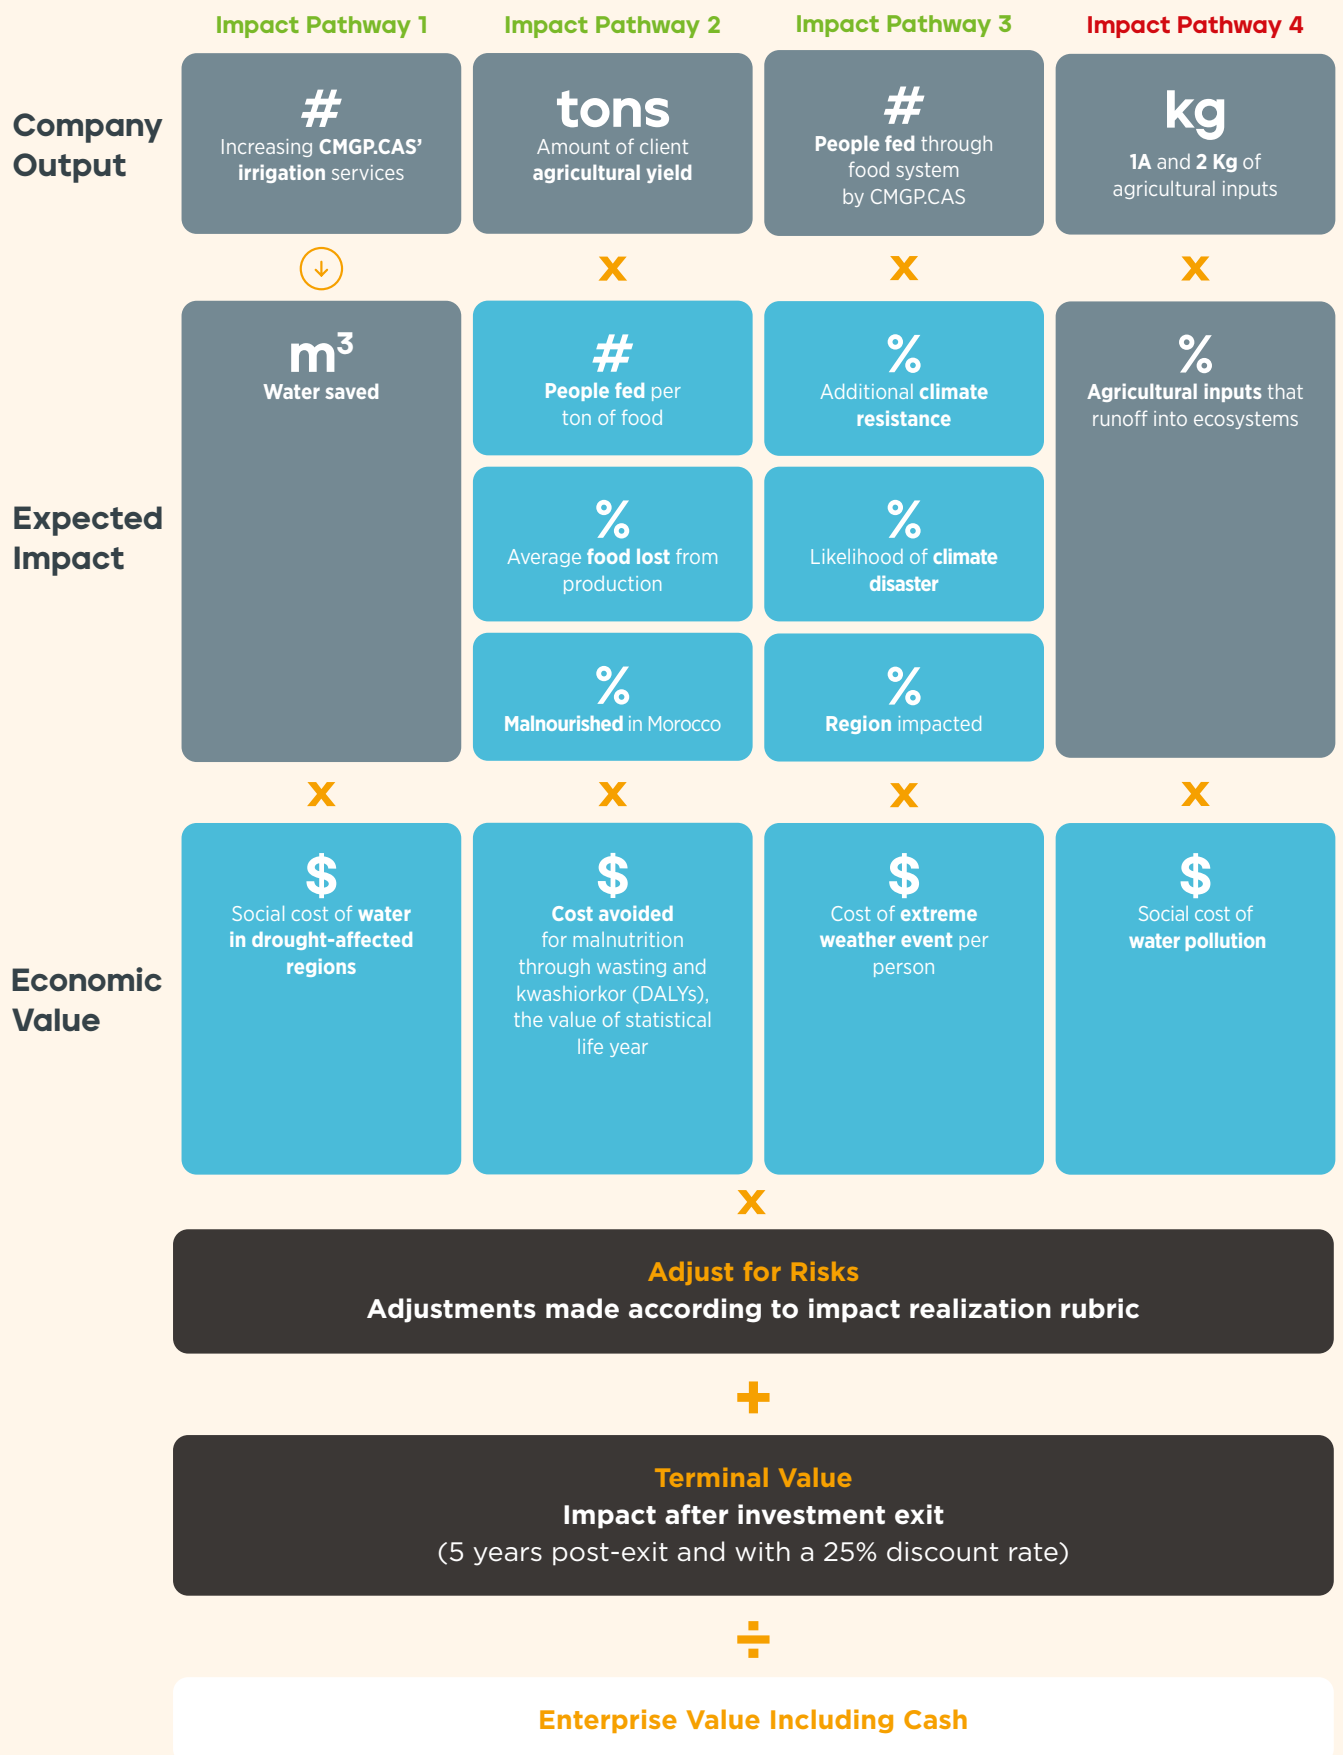 Impact Pathway 1
Impact Pathway 2
Impact Pathway 3
Impact Pathway 4
Company
Output
#
Increasing CMGP.CAS’
irrigation services
tons
Amount of client
agricultural yield
#
People fed through
food system
by CMGP.CAS
kg
1A and 2 Kg of
agricultural inputs
x
x
x
Expected
Impact
m³
Water saved
#
People fed per
ton of food
%
Average food lost from
production
%
Malnourished in Morocco
%
Additional climate
resistance
%
Likelihood of climate
disaster
%
Region impacted
%
Agricultural inputs that
runoff into ecosystems
x
x
x
x
Economic
Value
$
Social cost of water
in drought-affected
regions
$
Cost avoided
for malnutrition
through wasting and
kwashiorkor (DALYs),
the value of statistical
life year
$
Cost of extreme
weather event per
person
$
Social cost of
water pollution
x
Adjust for Risks
Adjustments made according to impact realization rubric
+
Terminal Value
Impact after investment exit
(5 years post-exit and with a 25% discount rate)
÷
Enterprise Value Including Cash